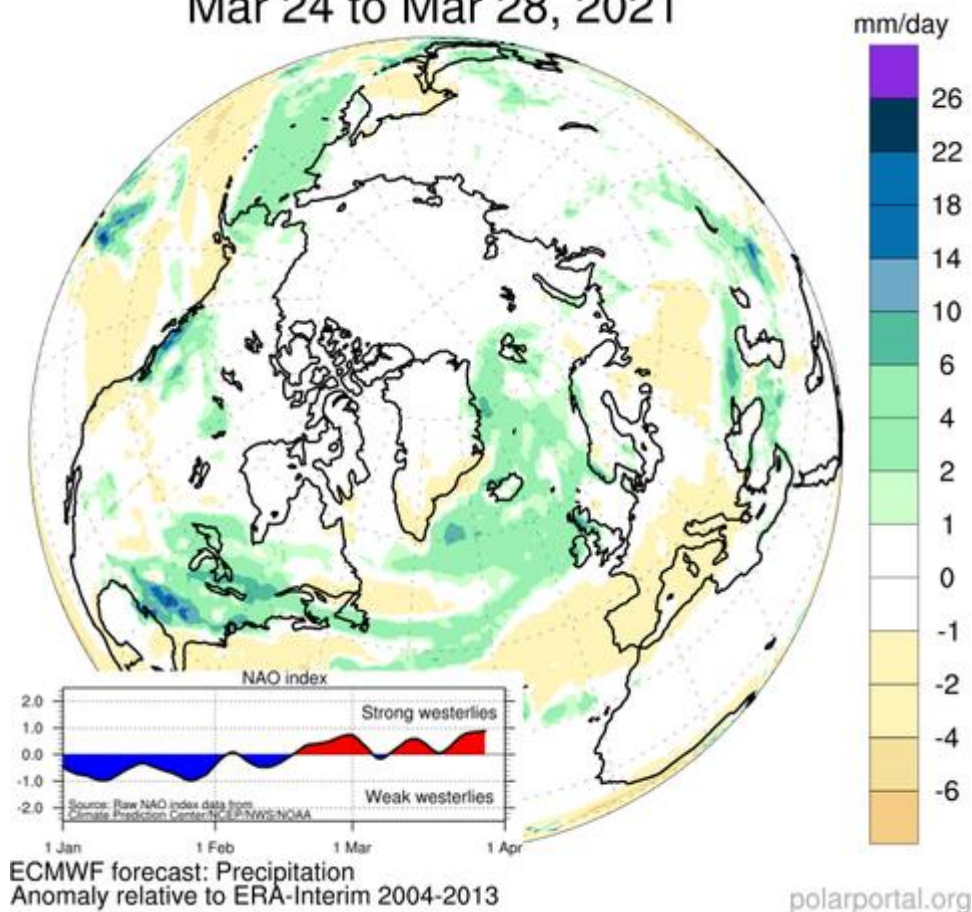 Mar 24 to Mar 28, 2021
mm/day
26
22
18
14
10
6
4
2
1
0
-1
-2
-4
-6
NAO index
2.0
1.0
0.0
-1.0
-2.0
Strong westerlies
Weak westerlies
Source: Raw NAO index data from
Climate Prediction Center/NCEP/NWS/NOAA
1 Jan 1 Feb 1 Mar 1 Apr
ECMWF forecast: Precipitation
Anomaly relative to ERA-Interim 2004-2013
polarportal.org